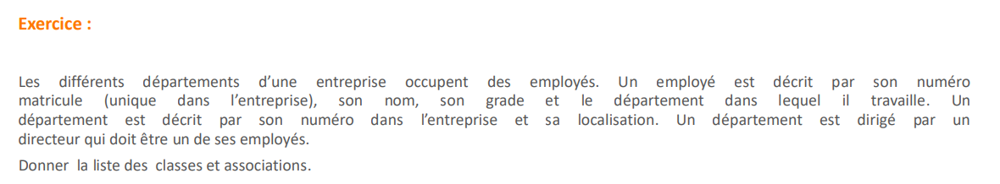 Exercice :
Les différents départements d’une entreprise occupent des employés. Un employé est décrit par son numéro
matricule (unique dans l’entreprise), son nom, son grade et le département dans lequel il travaille. Un
département est décrit par son numéro dans l’entreprise et sa localisation. Un département est dirigé par un
directeur qui doit être un de ses employés.
Donner la liste des classes et associations.